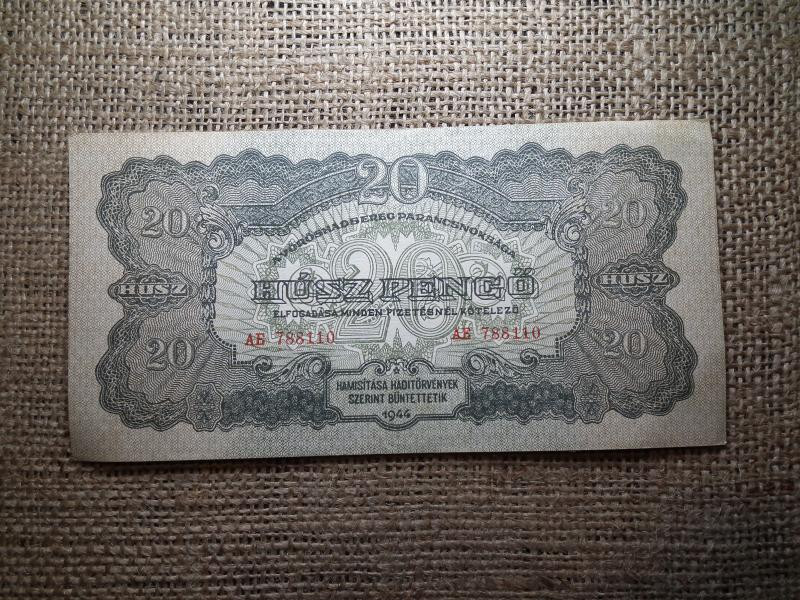 20
A VÖRÖSHADSEREG PARANCSNOKSÁGA
20 20
20
HÚSZ HÚSZ PENGŐ HÚSZ
ELFOGADÁSA MINDEN FIZETÉSNÉL KÖTELEZŐ
AE 788110 AE 788110
20 20
HAMISÍTÁSA HADITÖRVÉNYEK
SZERINT BÜNTETTETIK
1944